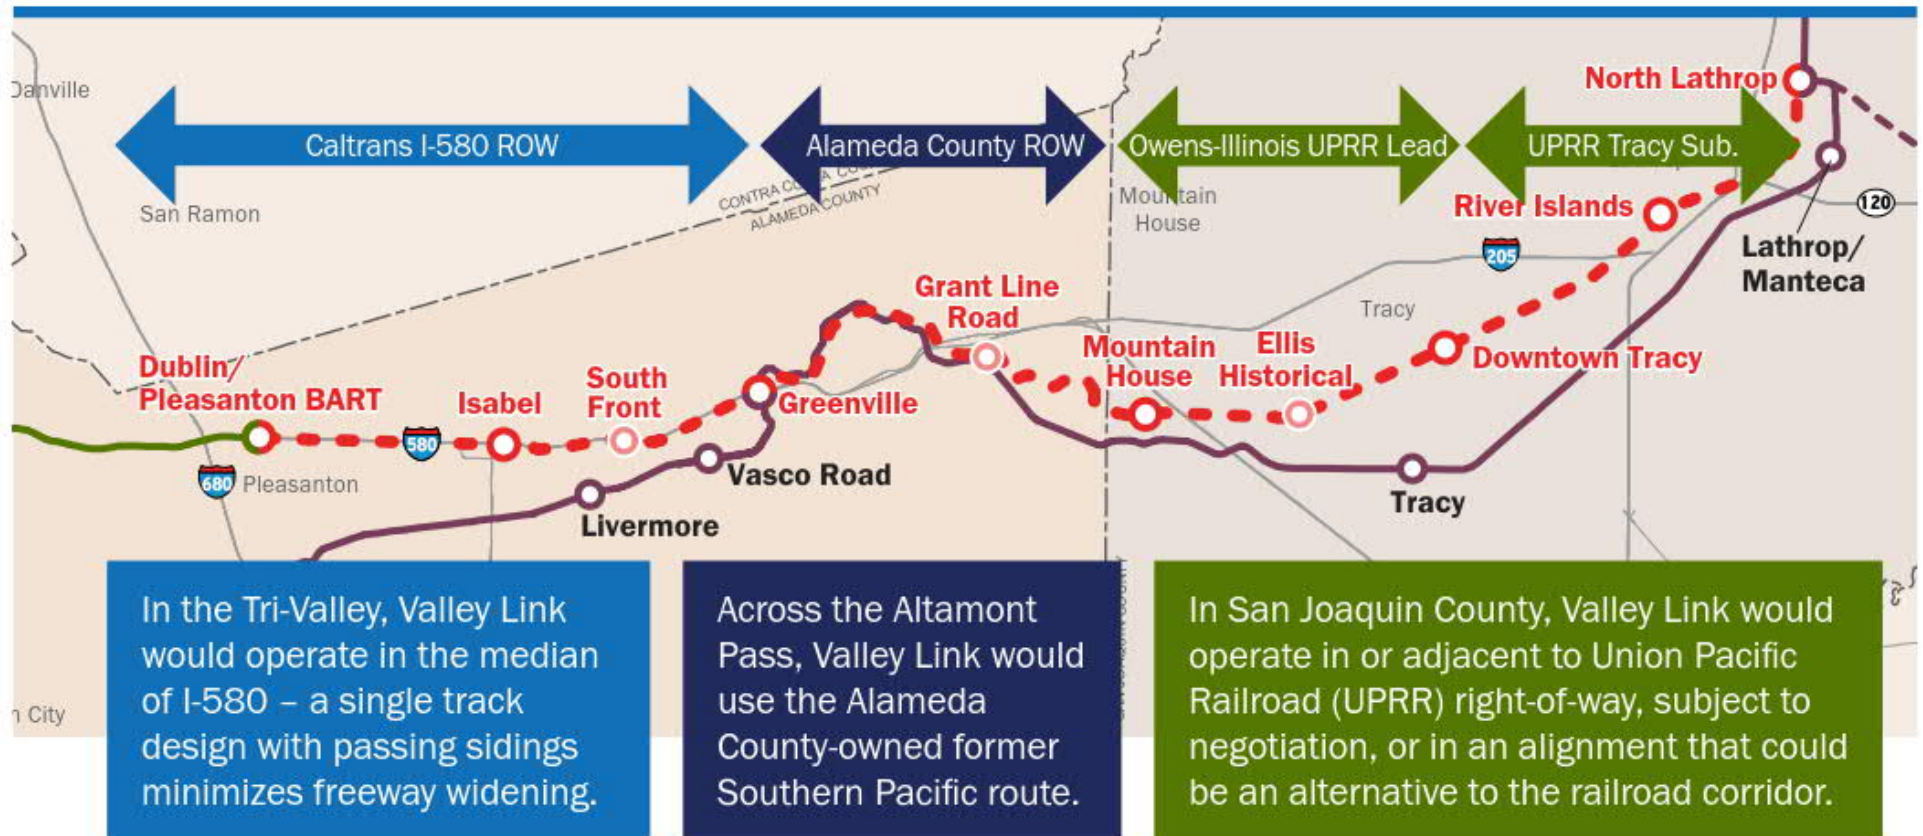 Danville
North Lathrop
Caltrans I-580 ROW
Alameda County ROW
Owens-Illinois UPRR Lead
UPRR Tracy Sub.
CONTRA
ALAMEDA COUNTY
San Ramon
Mountain
House
River Islands
120
205
Lathrop/
Manteca
Grant Line
Road
Tracy
Dublin/
Pleasanton BART
Isabel
South
Front
Greenville
Mountain
House
Ellis
Historical
Downtown Tracy
580
680
Pleasanton
Vasco Road
Livermore
Tracy
In the Tri-Valley, Valley Link
would operate in the median
of I-580 – a single track
design with passing sidings
minimizes freeway widening.
Across the Altamont
Pass, Valley Link would
use the Alameda
County-owned former
Southern Pacific route.
In San Joaquin County, Valley Link would
operate in or adjacent to Union Pacific
Railroad (UPRR) right-of-way, subject to
negotiation, or in an alignment that could
be an alternative to the railroad corridor.
n City